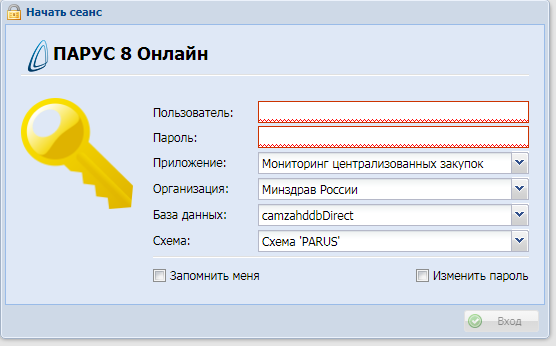 Начать сеанс
ПАРУС 8 Онлайн
Пользователь:
Пароль:
Приложение: Мониторинг централизованных закупок
Организация: Минздрав России
База данных: camzahddbDirect
Схема: Схема 'PARUS'
Запомнить меня Изменить пароль
Вход